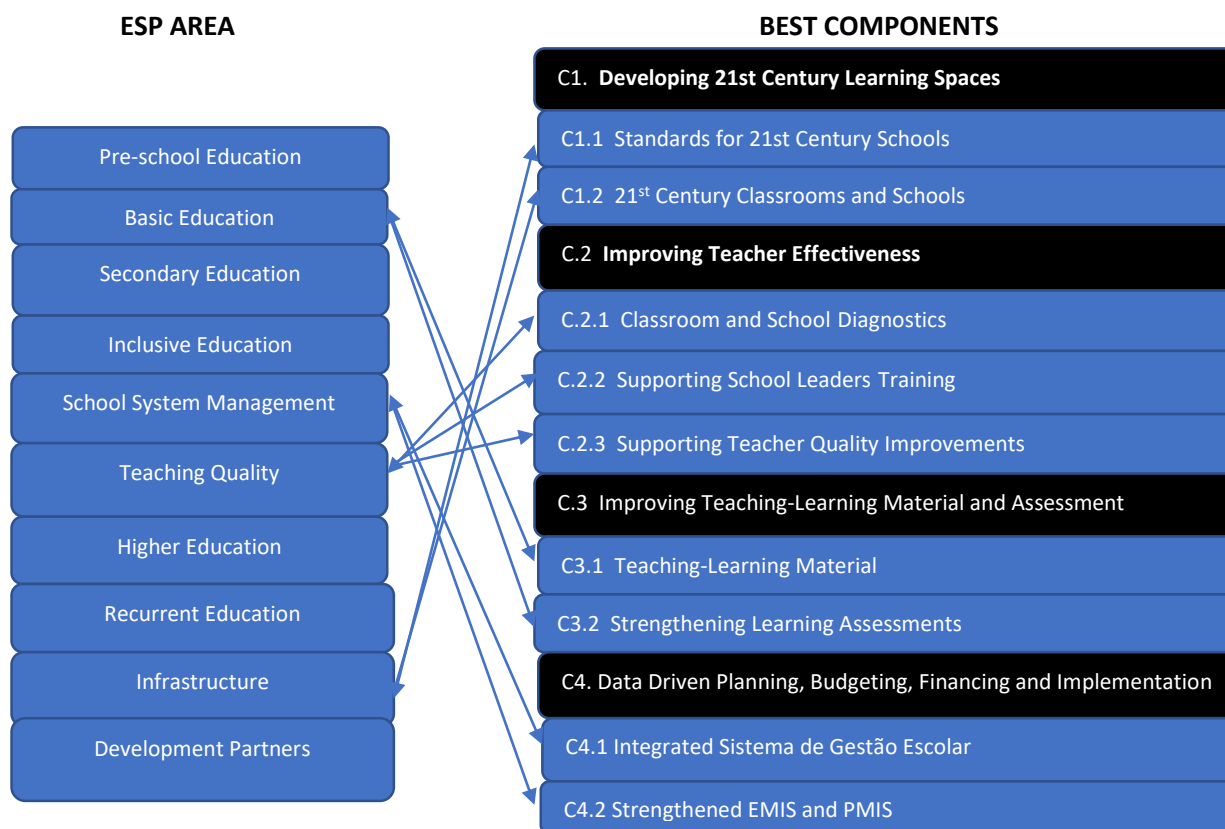 ESP AREA
Pre-school Education
Basic Education
Secondary Education
Inclusive Education
School System Management
Teaching Quality
Higher Education
Recurrent Education
Infrastructure
Development Partners
BEST COMPONENTS
C1. Developing 21st Century Learning Spaces
C1.1 Standards for 21st Century Schools
C1.2 21st Century Classrooms and Schools
C.2 Improving Teacher Effectiveness
C.2.1 Classroom and School Diagnostics
C.2.2 Supporting School Leaders Training
C.2.3 Supporting Teacher Quality Improvements
C.3 Improving Teaching-Learning Material and Assessment
C3.1 Teaching-Learning Material
C3.2 Strengthening Learning Assessments
C4. Data Driven Planning, Budgeting, Financing and Implementation
C4.1 Integrated Sistema de Gestão Escolar
C4.2 Strengthened EMIS and PMIS